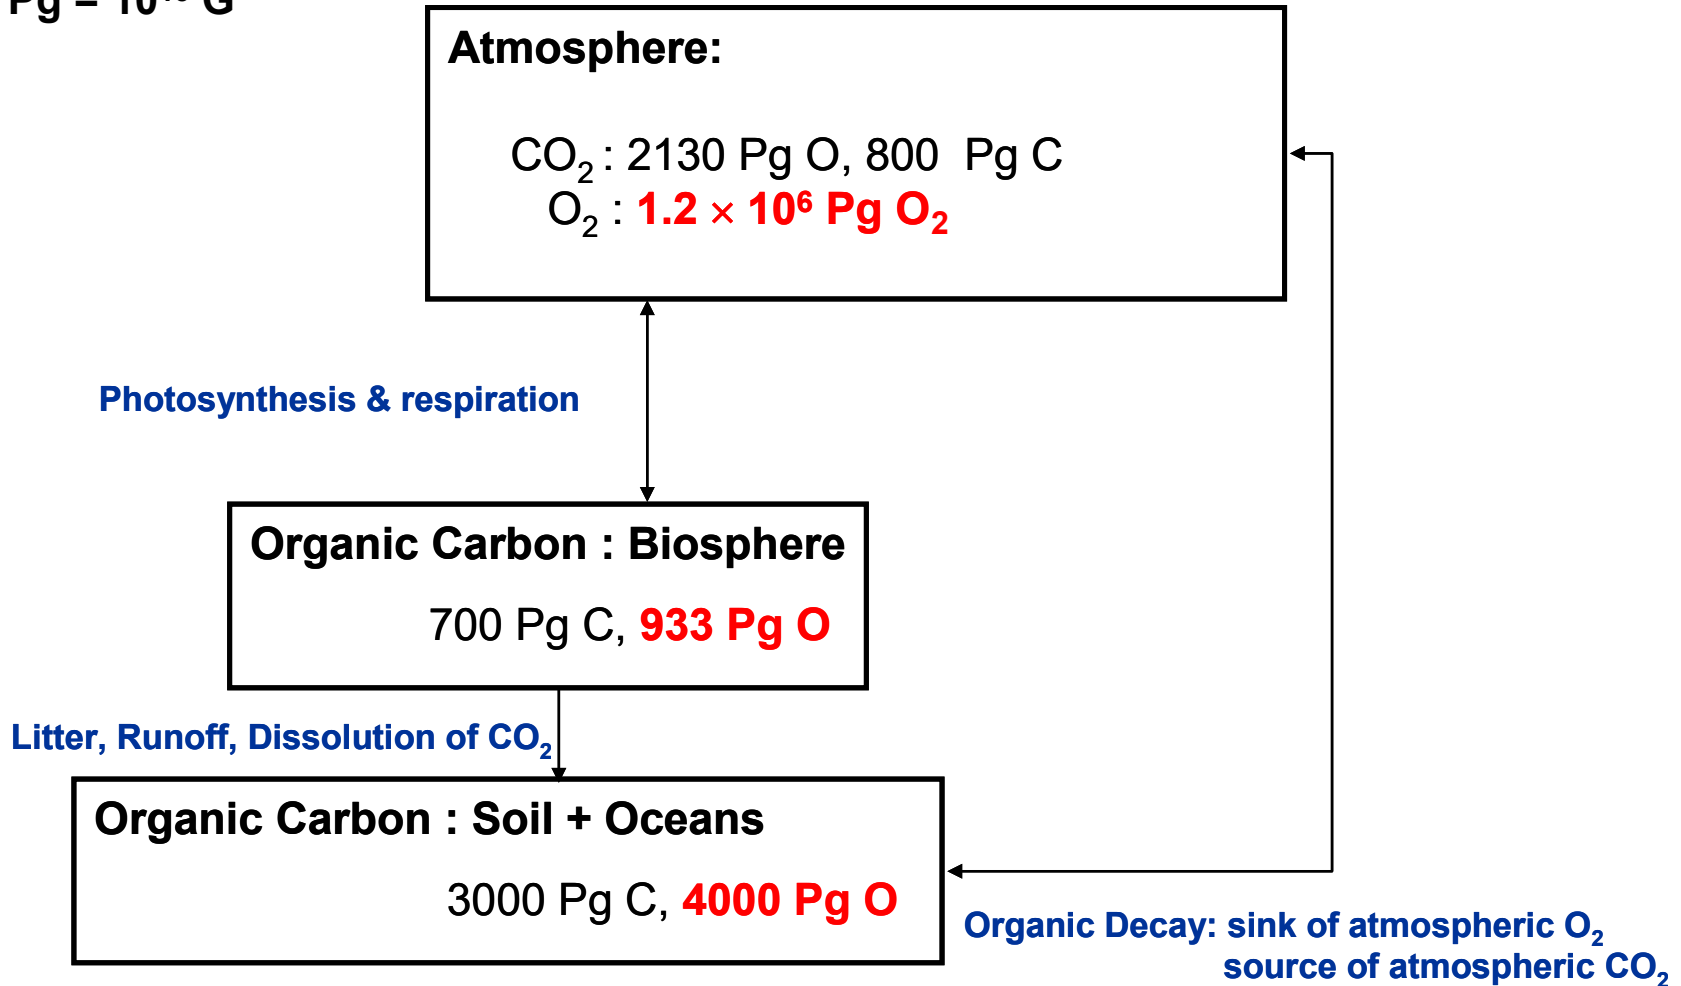 Pg = 10 G
Atmosphere:
CO₂ : 2130 Pg O, 800 Pg C
O₂ : 1.2 × 10⁶ Pg O₂
Photosynthesis & respiration
Organic Carbon : Biosphere
700 Pg C, 933 Pg O
Litter, Runoff, Dissolution of CO₂
Organic Carbon : Soil + Oceans
3000 Pg C, 4000 Pg O
Organic Decay: sink of atmospheric O₂
source of atmospheric CO₂